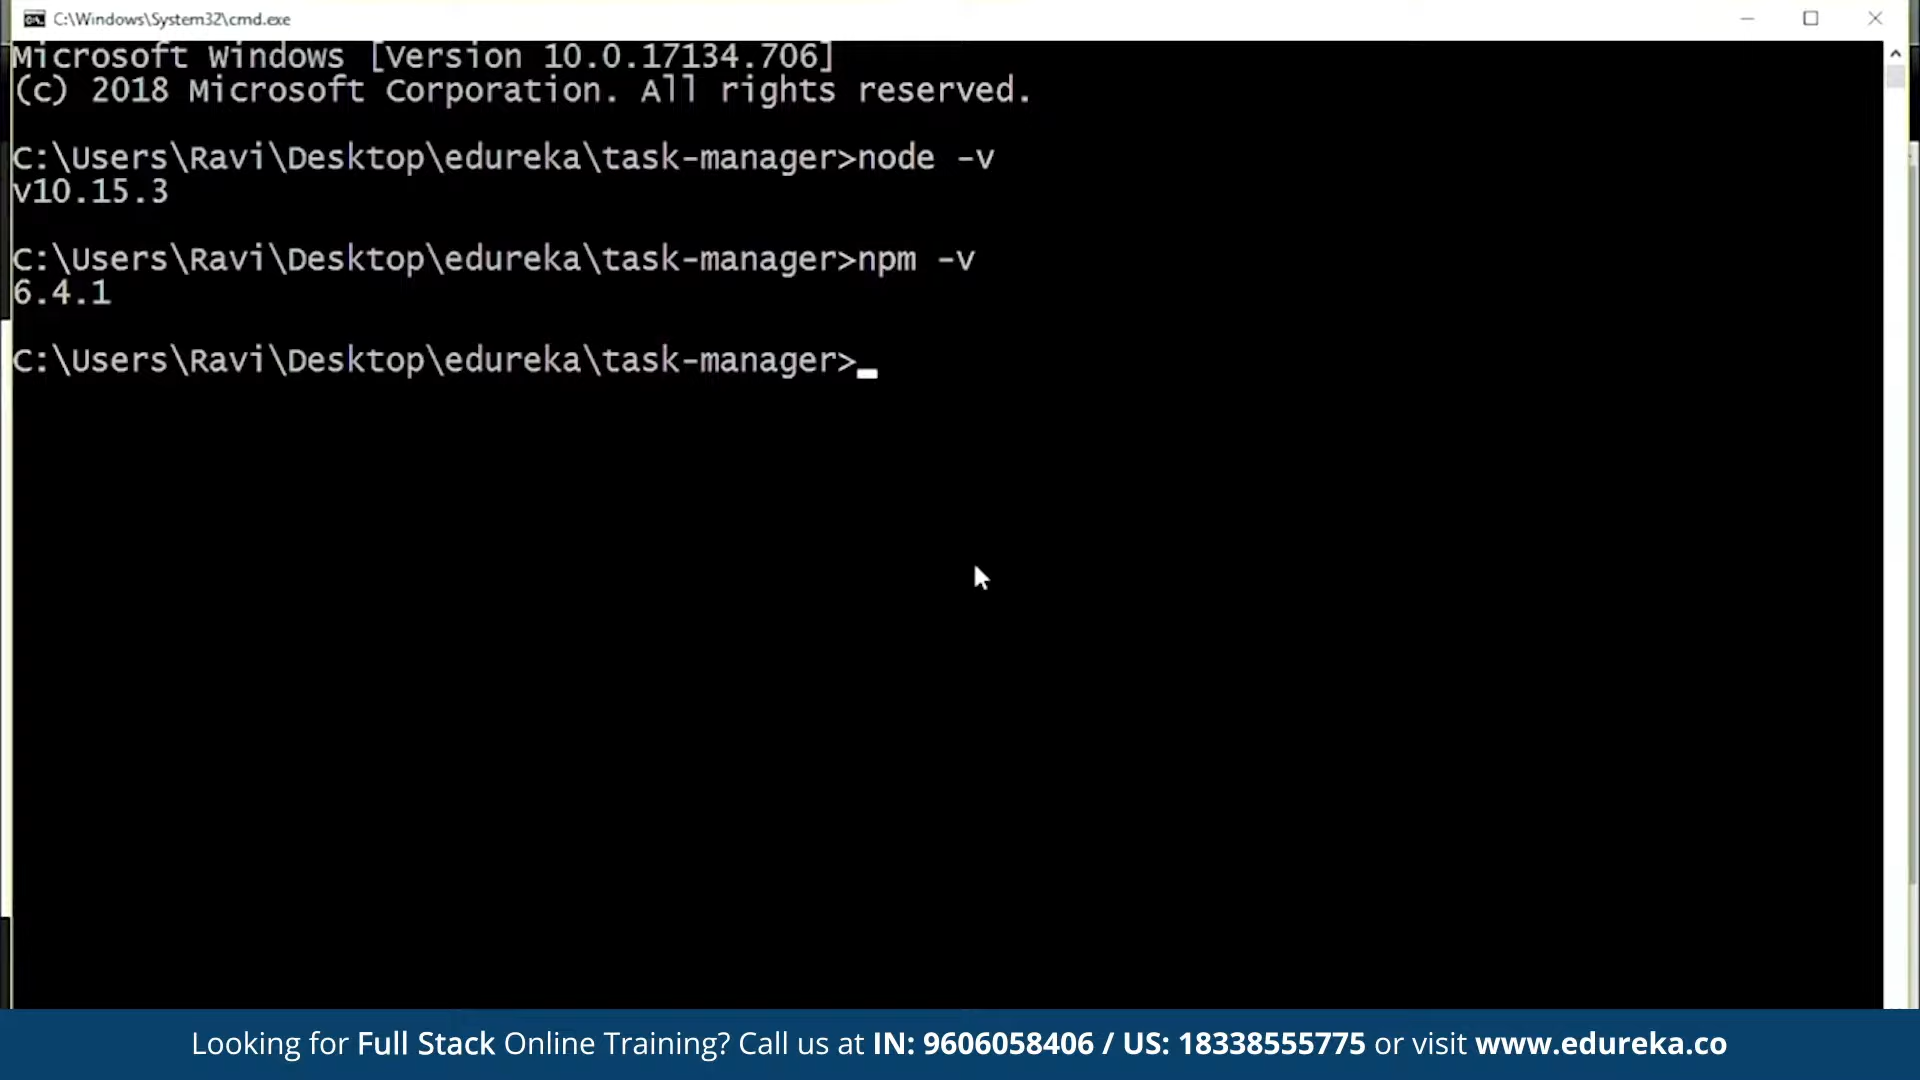 C:\Windows\System32\cmd.exe
Microsoft Windows [Version 10.0.17134.706]
(c) 2018 Microsoft Corporation. All rights reserved.
C:\Users\Ravi\Desktop\edureka\task-manager>node -v
v10.15.3
C:\Users\Ravi\Desktop\edureka\task-manager>npm -v
6.4.1
C:\Users\Ravi\Desktop\edureka\task-manager>
Looking for Full Stack Online Training? Call us at IN: 9606058406 / US: 18338555775 or visit www.edureka.co